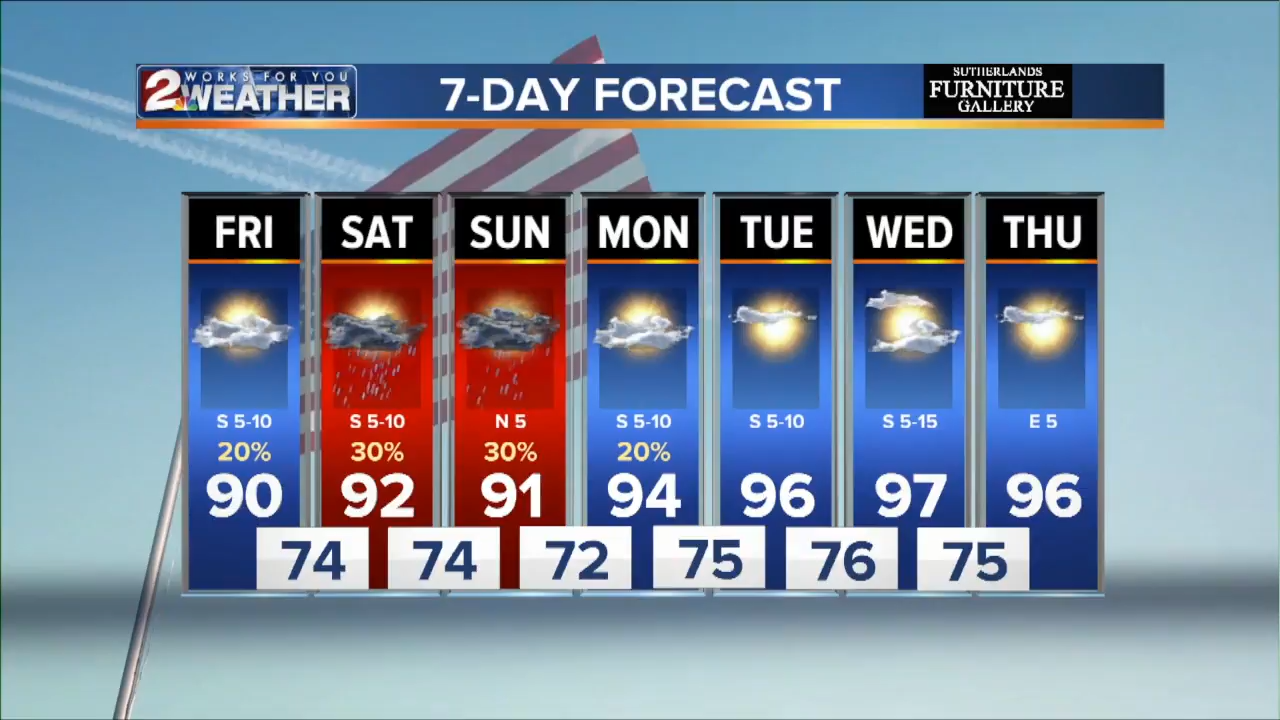 2 WORKS FOR YOU
WEATHER
7-DAY FORECAST
SUTHERLANDS
FURNITURE
GALLERY
FRI SAT SUN MON TUE WED THU
S 5-10 S 5-10 N 5 S 5-10 S 5-10 S 5-15 E 5
20% 30% 30% 20%
90 92 91 94 96 97 96
74 74 72 75 76 75